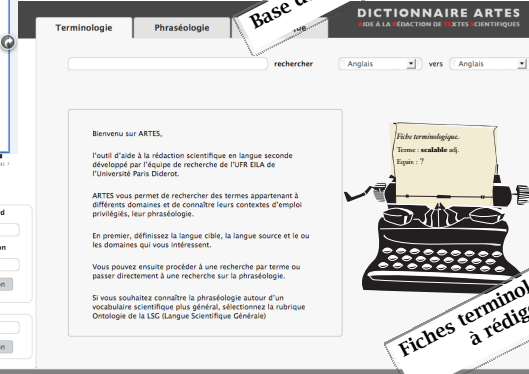 Base
DICTIONNAIRE ARTES
AIDE À LA RÉDACTION DE TEXTES SCIENTIFIQUES
Terminologie
Phraséologie
rechercher
Anglais
vers
Anglais
Bienvenu sur ARTES,
l'outil d'aide à la rédaction scientifique en langue seconde
développé par l'équipe de recherche de l'UFR EILA de
l'Université Paris Diderot.
ARTES vous permet de rechercher des termes appartenant à
différents domaines et de connaître leurs contextes d'emploi
privilégiés, leur phraséologie.
En premier, définissez la langue cible, la langue source et le ou
les domaines qui vous intéressent.
Vous pouvez ensuite procéder à une recherche par terme ou
passer directement à une recherche sur la phraséologie.
Si vous souhaitez connaître la phraséologie autour d'un
vocabulaire scientifique plus général, sélectionnez la rubrique
Ontologie de la LSG (Langue Scientifique Générale)
Fiche terminologique.
Terme : scalable adj.
Equiv : ?
Fiches terminolo
à rédig